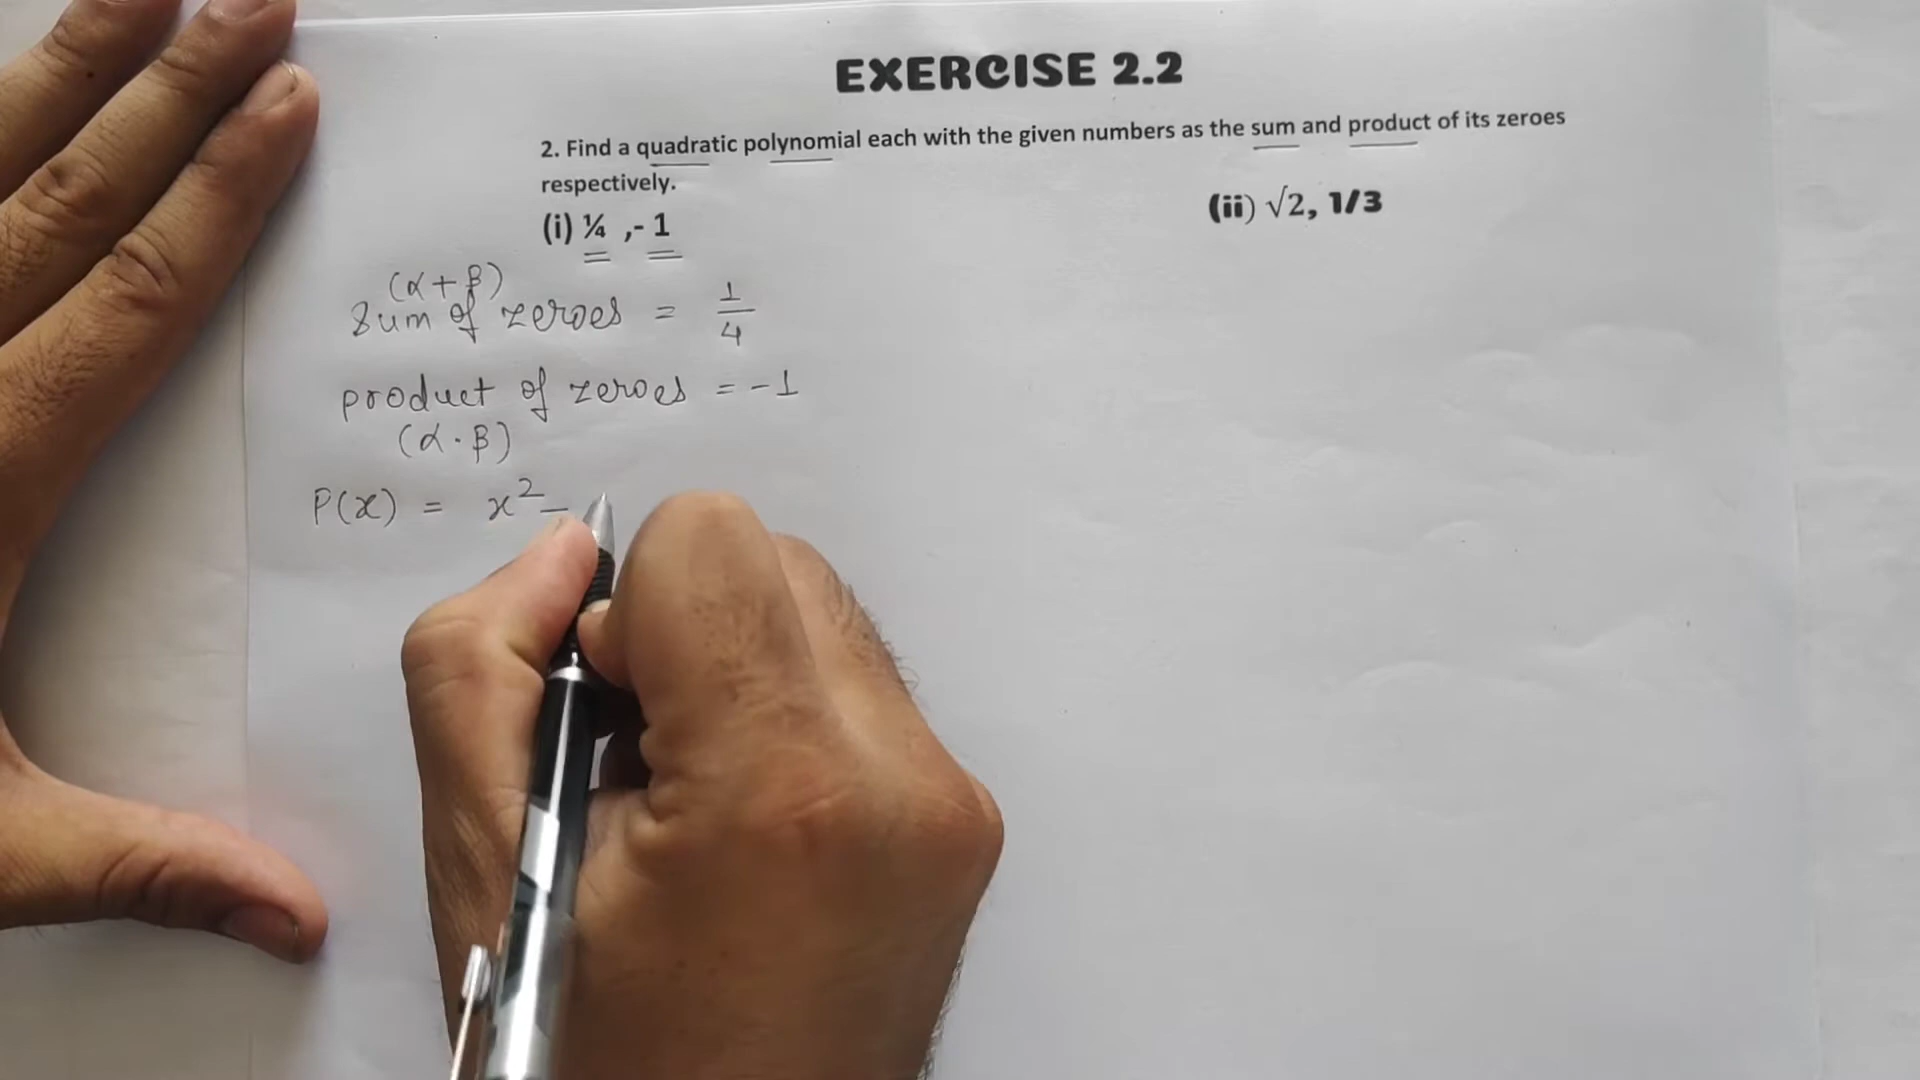 EXERCISE 2.2
2. Find a quadratic polynomial each with the given numbers as the sum and product of its zeroes
respectively.
(i) ¼ ,- 1
(ii) √2, 1/3
(α+β)
Sum of zeroes = 1/4
product of zeroes = -1
(α·β)
P(x) = x² -